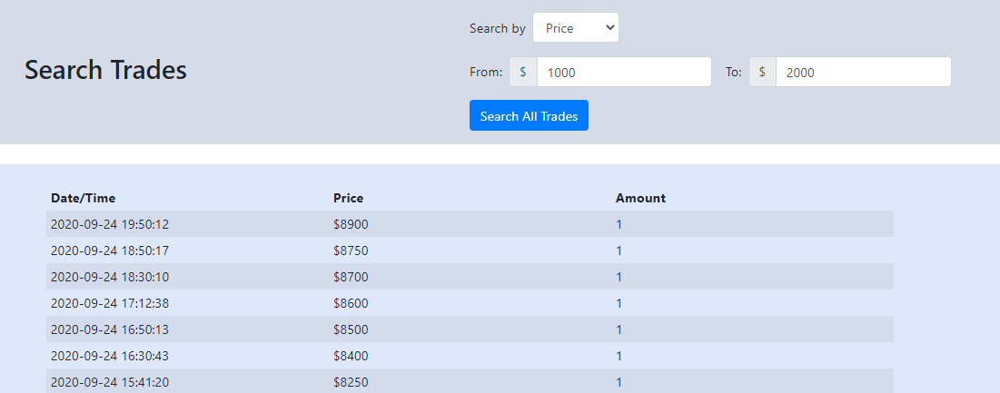 Search by Price
Search Trades
From: $ 1000 To: $ 2000
Search All Trades
Date/Time Price Amount
2020-09-24 19:50:12 $8900 1
2020-09-24 18:50:17 $8750 1
2020-09-24 18:30:10 $8700 1
2020-09-24 17:12:38 $8600 1
2020-09-24 16:50:13 $8500 1
2020-09-24 16:30:43 $8400 1
2020-09-24 15:41:20 $8250 1